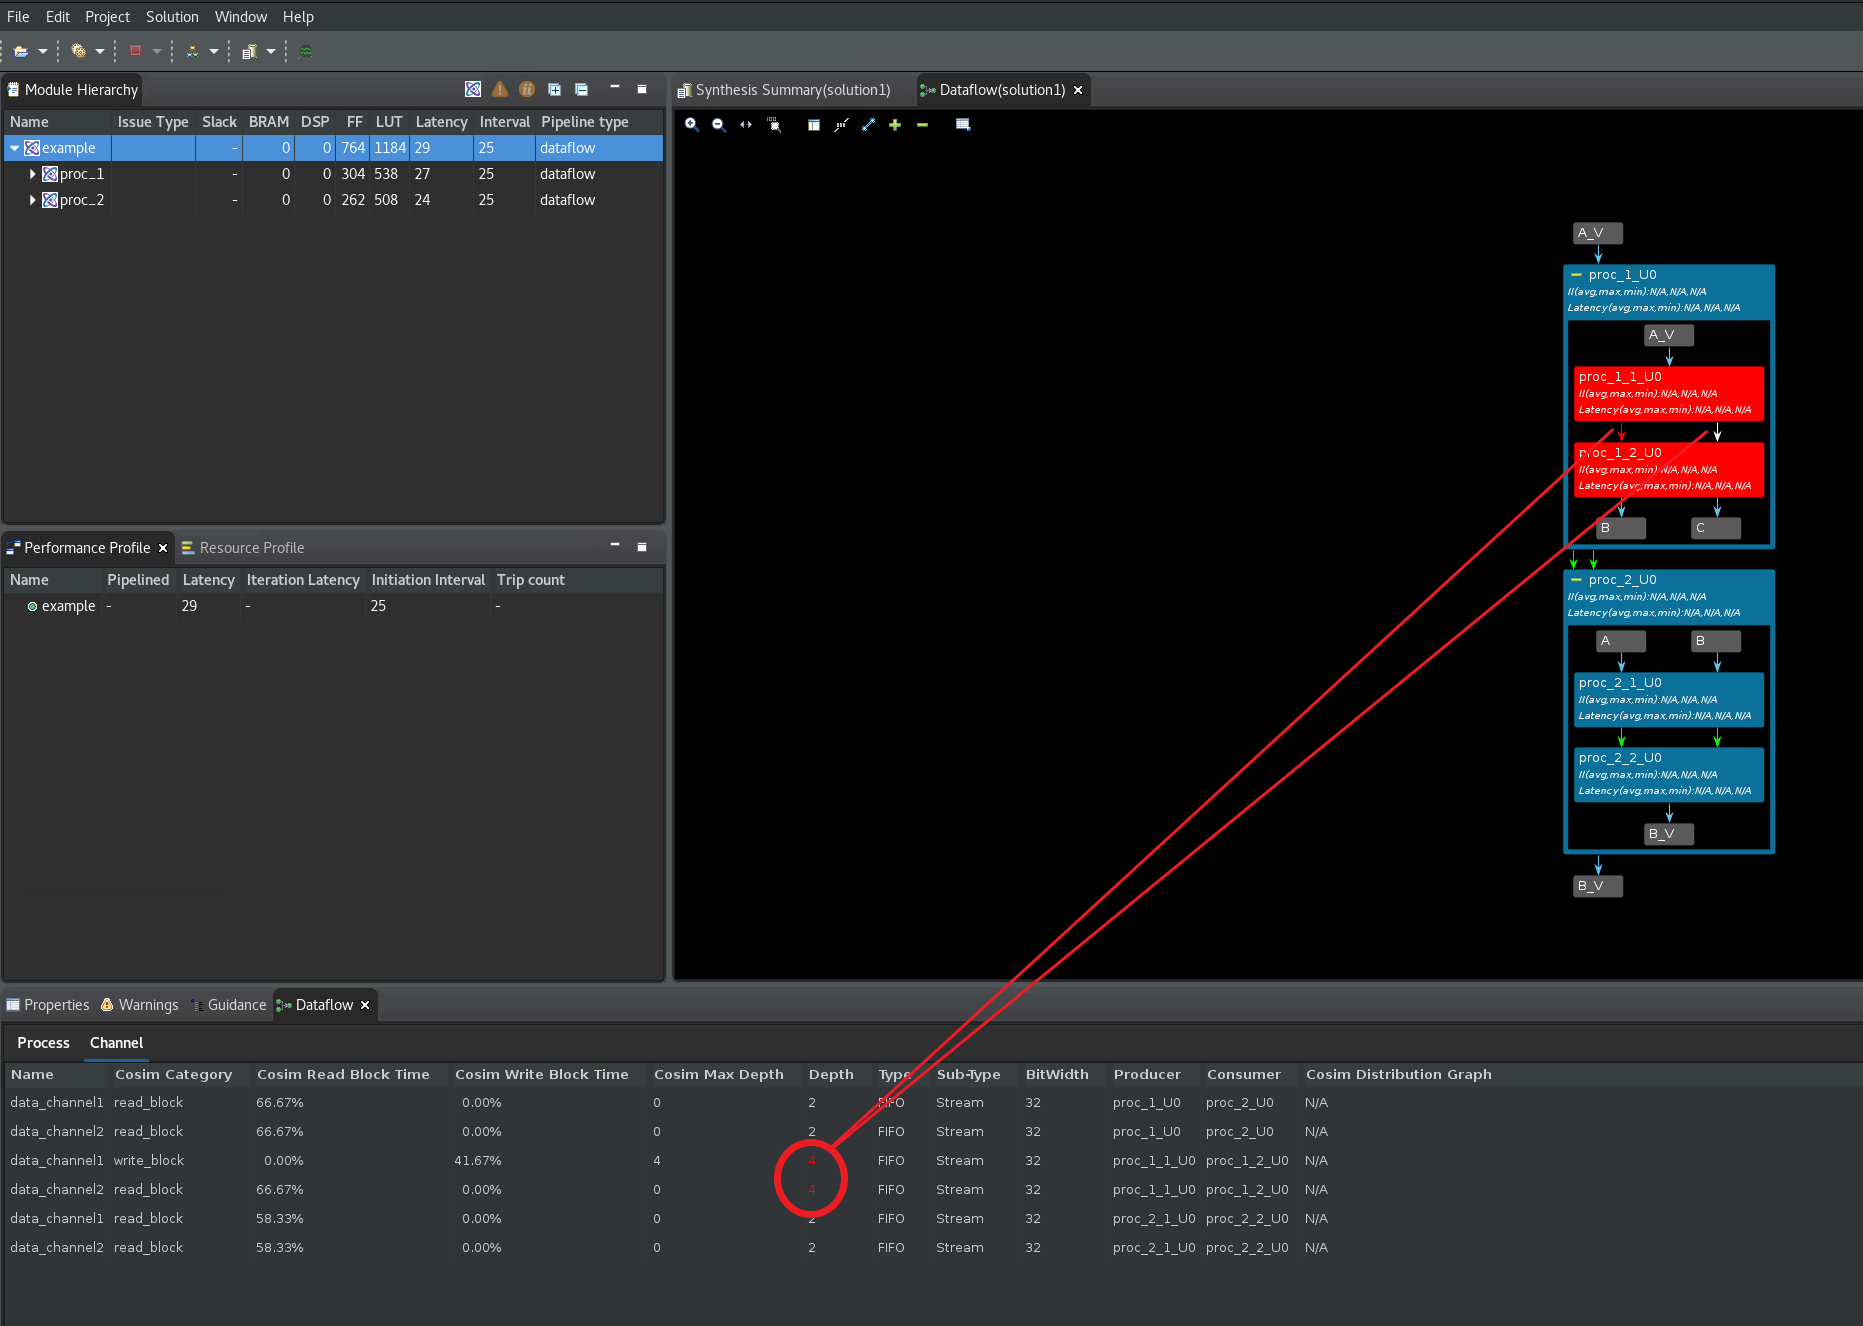 File Edit Project Solution Window Help
Module Hierarchy
Name Issue Type Slack BRAM DSP FF LUT Latency Interval Pipeline type
example - 0 0 764 1184 29 25 dataflow
proc_1 - 0 0 304 538 27 25 dataflow
proc_2 - 0 0 262 508 24 25 dataflow
Performance Profile Resource Profile
Name Pipelined Latency Iteration Latency Initiation Interval Trip count
example - 29 - 25 -
Synthesis Summary(solution1) Dataflow(solution1)
A_V
proc_1_U0
II(avg,max,min):N/A,N/A,N/A
Latency(avg,max,min):N/A,N/A,N/A
A_V
proc_1_1_U0
II(avg,max,min):N/A,N/A,N/A
Latency(avg,max,min):N/A,N/A,N/A
proc_1_2_U0
II(avg,max,min):N/A,N/A,N/A
Latency(avg,max,min):N/A,N/A,N/A
B C
proc_2_U0
II(avg,max,min):N/A,N/A,N/A
Latency(avg,max,min):N/A,N/A,N/A
A B
proc_2_1_U0
II(avg,max,min):N/A,N/A,N/A
Latency(avg,max,min):N/A,N/A,N/A
proc_2_2_U0
II(avg,max,min):N/A,N/A,N/A
Latency(avg,max,min):N/A,N/A,N/A
B_V
B_V
Properties Warnings Guidance Dataflow
Process Channel
Name Cosim Category Cosim Read Block Time Cosim Write Block Time Cosim Max Depth Depth Type Sub-Type BitWidth Producer Consumer Cosim Distribution Graph
data_channel1 read_block 66.67% 0.00% 0 2 FIFO Stream 32 proc_1_U0 proc_2_U0 N/A
data_channel2 read_block 66.67% 0.00% 0 2 FIFO Stream 32 proc_1_U0 proc_2_U0 N/A
data_channel1 write_block 0.00% 41.67% 4 4 FIFO Stream 32 proc_1_1_U0 proc_1_2_U0 N/A
data_channel2 read_block 66.67% 0.00% 0 4 FIFO Stream 32 proc_1_1_U0 proc_1_2_U0 N/A
data_channel1 read_block 58.33% 0.00% 0 2 FIFO Stream 32 proc_2_1_U0 proc_2_2_U0 N/A
data_channel2 read_block 58.33% 0.00% 0 2 FIFO Stream 32 proc_2_1_U0 proc_2_2_U0 N/A